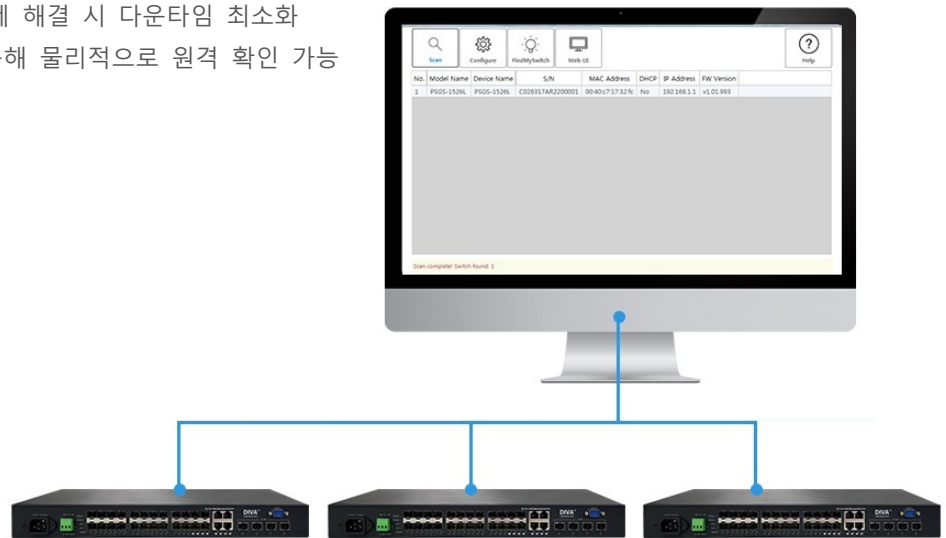 해결 시 다운타임 최소화
물리적으로 원격 확인 가능
Scan Configure FindMySwitch Web UI Help
No. Model Name Device Name S/N MAC Address DHCP IP Address FW Version
1 PSGS-1526L PSGS-1526L C026317AR2200001 00:40:c7:17:32:fc No 192.168.1.1 v1.01.993
Scan complete! Switch found: 1
DIVA DIVA DIVA